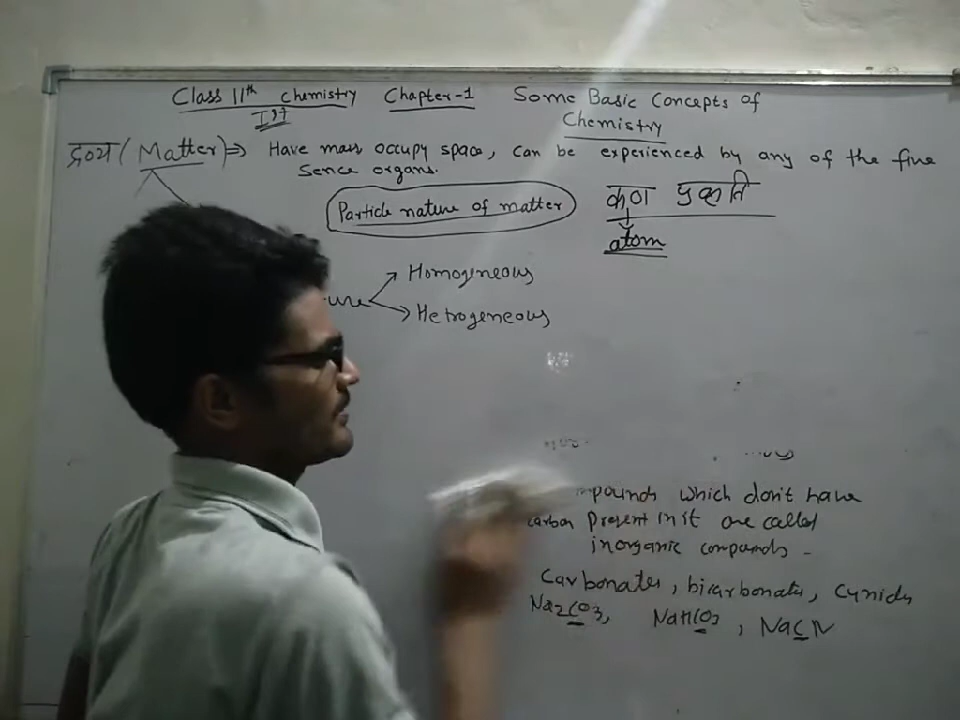 Class 11th Chemistry Chapter-1 Some Basic Concepts of
Ist Chemistry
द्रव्य (Matter) ⇒ Have mass occupy space, can be experienced by any of the five
Sence organs.
Particle nature of matter कण प्रकृति
atom
Homogeneous
Hetrogeneous
which don't have
carbon present in it are called
inorganic compounds -
Carbonates, bicarbonates, Cynides
Na2CO3, NaHCO3, NaCN